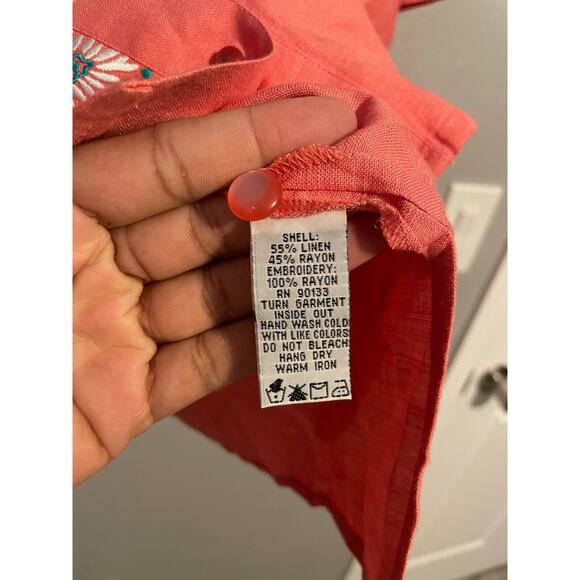 SHELL:
55% LINEN
45% RAYON
EMBROIDERY:
100% RAYON
RN 90133
TURN GARMENT
INSIDE OUT
HAND WASH COLD
WITH LIKE COLORS
DO NOT BLEACH
HANG DRY
WARM IRON